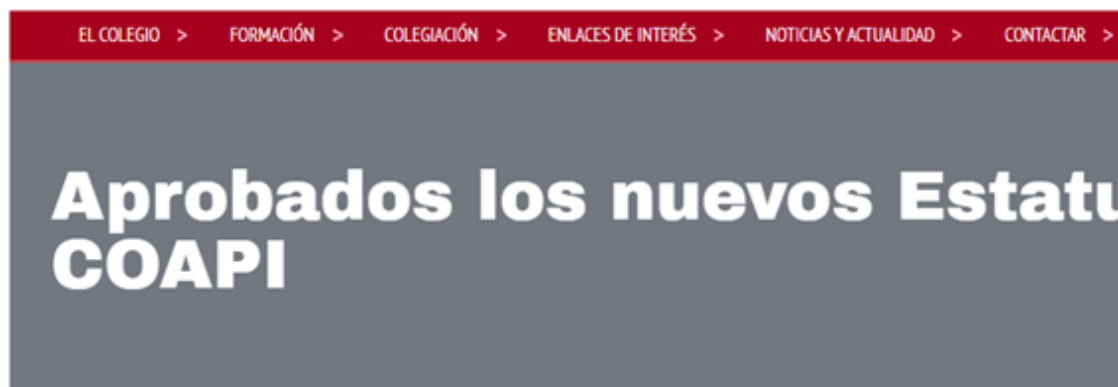 EL COLEGIO > FORMACIÓN > COLEGIACIÓN > ENLACES DE INTERÉS > NOTICIAS Y ACTUALIDAD > CONTACTAR >
Aprobados los nuevos
COAPI